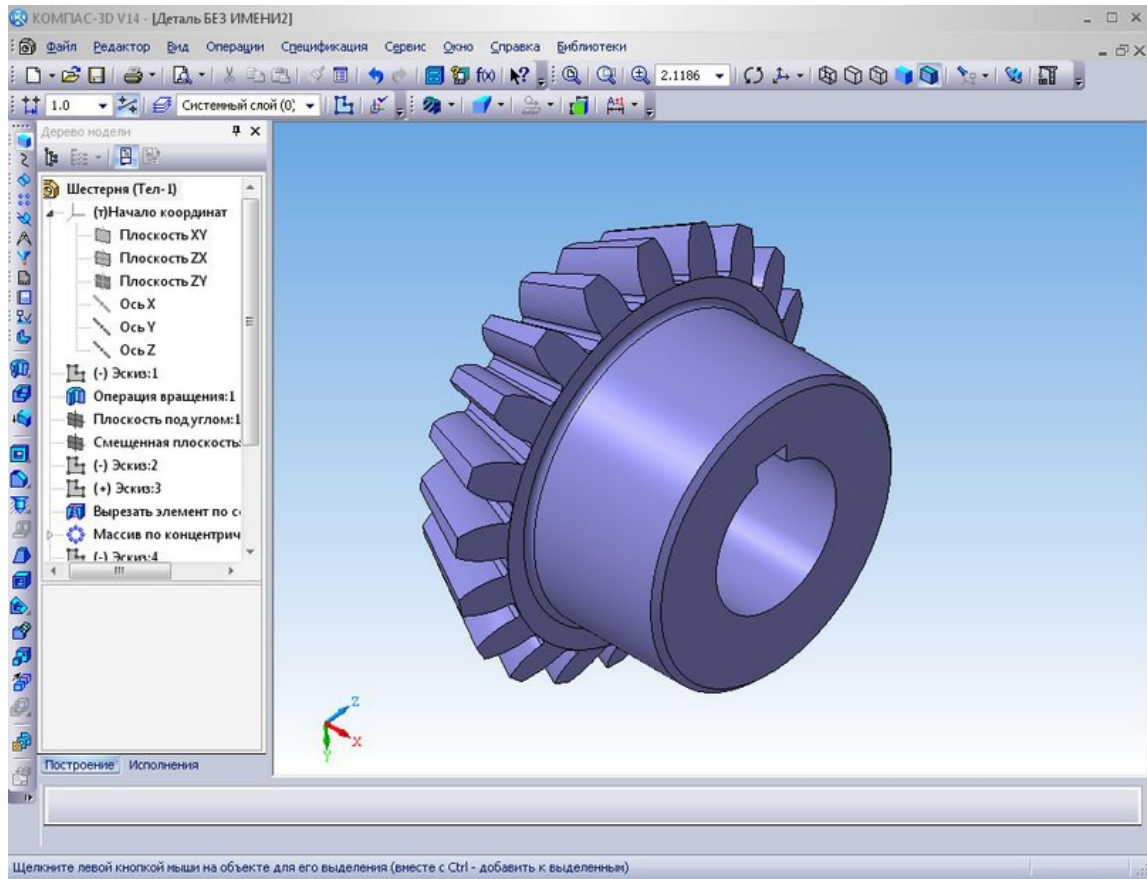 КОМПАС-3D V14 - [Деталь БЕЗ ИМЕНИ2]
Файл Редактор Вид Операции Спецификация Сервис Окно Справка Библиотеки
f(x) 2.1186
1.0 Системный слой (0)
Дерево модели
Шестерня (Тел-1)
(т)Начало координат
Плоскость XY
Плоскость ZX
Плоскость ZY
Ось X
Ось Y
Ось Z
(-) Эскиз:1
Операция вращения:1
Плоскость под углом:1
Смещенная плоскость:
(-) Эскиз:2
(+) Эскиз:3
Вырезать элемент по с
Массив по концентрич
(-) Эскиз:4
Z
X
Y
Построение Исполнения
Щелкните левой кнопкой мыши на объекте для его выделения (вместе с Ctrl - добавить к выделенным)